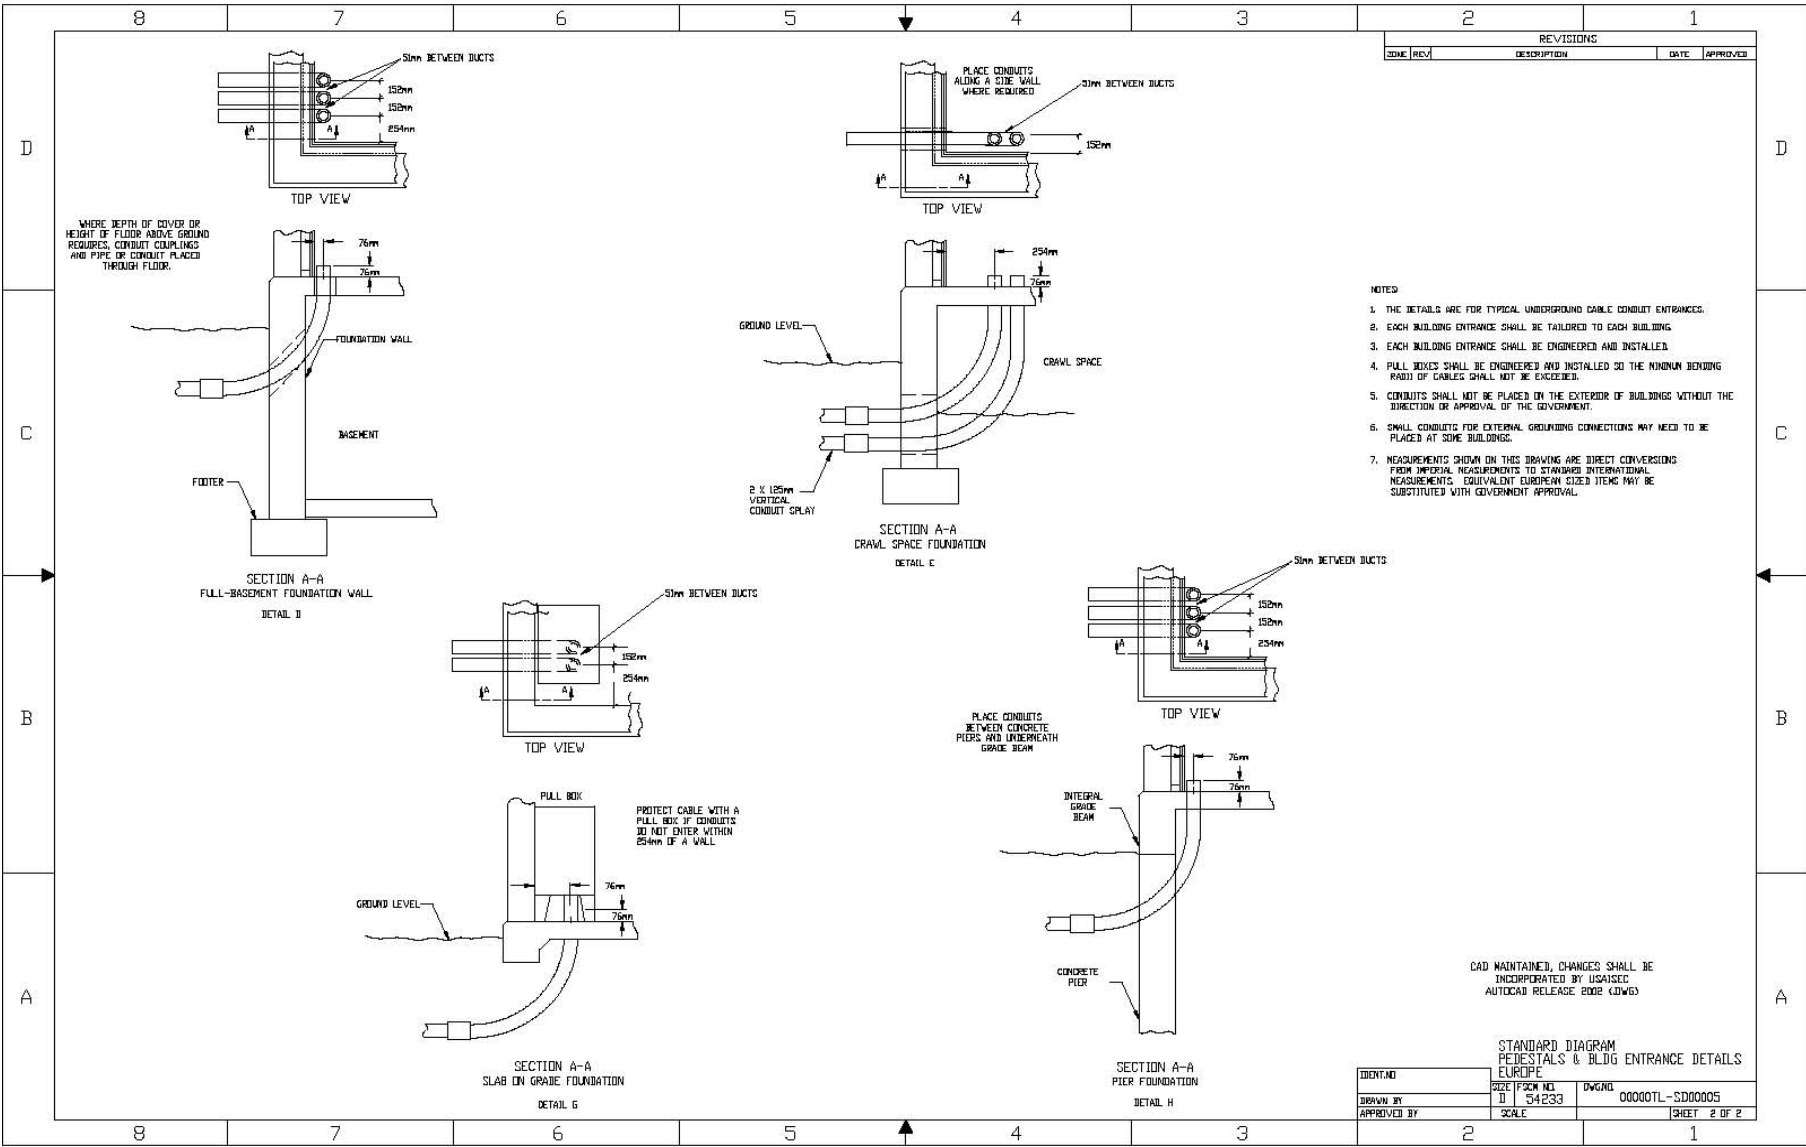 8 7 6 5 4 3 2 1
REVISIONS
ZONE REV DESCRIPTION DATE APPROVED
D
D
C
C
B
B
A
A
51mm BETWEEN DUCTS
152mm
152mm
254mm
A A
TOP VIEW
WHERE DEPTH OF COVER OR
HEIGHT OF FLOOR ABOVE GROUND
REQUIRES, CONDUIT COUPLINGS
AND PIPE OR CONDUIT PLACED
THROUGH FLOOR.
76mm
76mm
FOUNDATION WALL
BASEMENT
FOOTER
SECTION A-A
FULL-BASEMENT FOUNDATION WALL
DETAIL D
PLACE CONDUITS
ALONG A SIDE WALL
WHERE REQUIRED
51mm BETWEEN DUCTS
152mm
A A
TOP VIEW
254mm
76mm
GROUND LEVEL
CRAWL SPACE
2 X 125mm
VERTICAL
CONDUIT SPLAY
SECTION A-A
CRAWL SPACE FOUNDATION
DETAIL E
NOTES
1. THE DETAILS ARE FOR TYPICAL UNDERGROUND CABLE CONDUIT ENTRANCES.
2. EACH BUILDING ENTRANCE SHALL BE TAILORED TO EACH BUILDING.
3. EACH BUILDING ENTRANCE SHALL BE ENGINEERED AND INSTALLED.
4. PULL BOXES SHALL BE ENGINEERED AND INSTALLED SO THE MINIMUM BENDING
RADII OF CABLES SHALL NOT BE EXCEEDED.
5. CONDUITS SHALL NOT BE PLACED ON THE EXTERIOR OF BUILDINGS WITHOUT THE
DIRECTION OR APPROVAL OF THE GOVERNMENT.
6. SMALL CONDUITS FOR EXTERNAL GROUNDING CONNECTIONS MAY NEED TO BE
PLACED AT SOME BUILDINGS.
7. MEASUREMENTS SHOWN ON THIS DRAWING ARE DIRECT CONVERSIONS
FROM IMPERIAL MEASUREMENTS TO STANDARD INTERNATIONAL
MEASUREMENTS. EQUIVALENT EUROPEAN SIZED ITEMS MAY BE
SUBSTITUTED WITH GOVERNMENT APPROVAL.
51mm BETWEEN DUCTS
152mm
254mm
A A
TOP VIEW
PULL BOX
PROTECT CABLE WITH A
PULL BOX IF CONDUITS
DO NOT ENTER WITHIN
254mm OF A WALL
76mm
76mm
GROUND LEVEL
SECTION A-A
SLAB ON GRADE FOUNDATION
DETAIL G
51mm BETWEEN DUCTS
152mm
152mm
254mm
A A
TOP VIEW
PLACE CONDUITS
BETWEEN CONCRETE
PIERS AND UNDERNEATH
GRADE BEAM
76mm
76mm
INTEGRAL
GRADE
BEAM
CONCRETE
PIER
SECTION A-A
PIER FOUNDATION
DETAIL H
CAD MAINTAINED, CHANGES SHALL BE
INCORPORATED BY USAISEC
AUTOCAD RELEASE 2002 (.DWG)
STANDARD DIAGRAM
PEDESTALS & BLDG ENTRANCE DETAILS
EUROPE
IDENT.NO
DRAWN BY
APPROVED BY
SIZE D
FSCM NO. 54233
DWG.NO. 00000TL-SD00005
SCALE
SHEET 2 OF 2
8 7 6 5 4 3 2 1